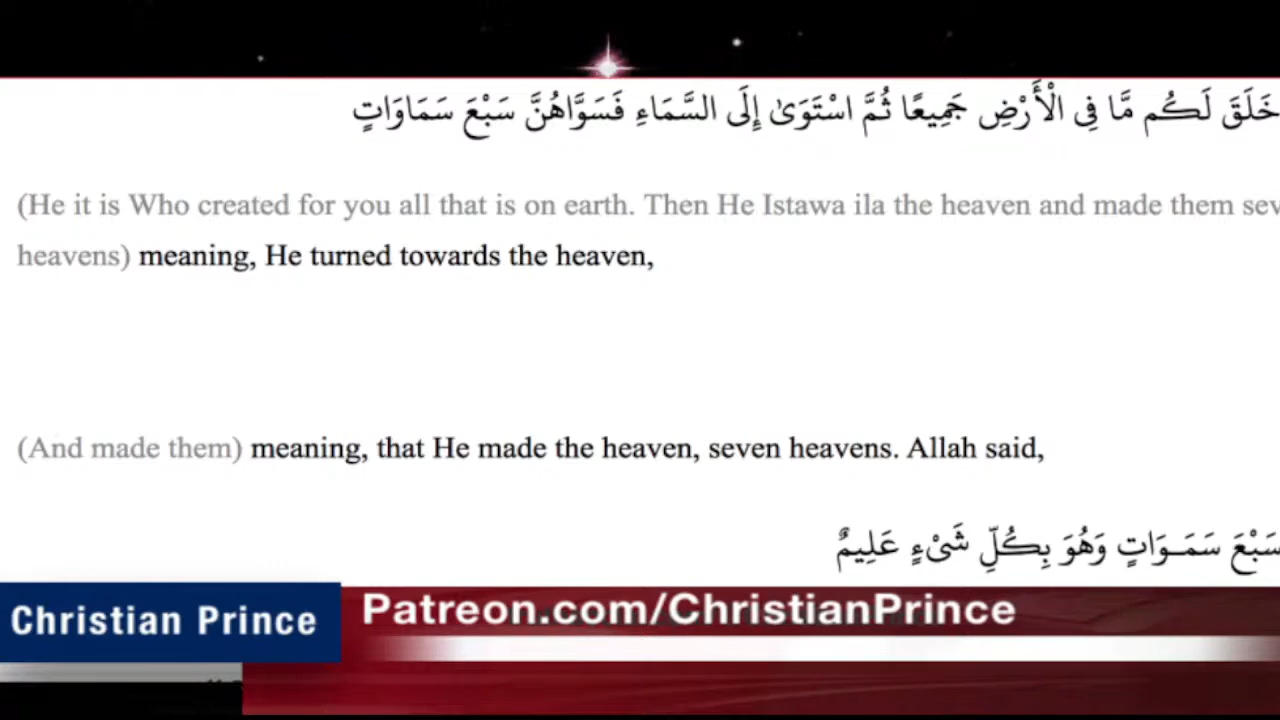 خَلَقَ لَكُم مَّا فِي الْأَرْضِ جَمِيعًا ثُمَّ اسْتَوَىٰ إِلَى السَّمَاءِ فَسَوَّاهُنَّ سَبْعَ سَمَاوَاتٍ
(He it is Who created for you all that is on earth. Then He Istawa ila the heaven and made them sev
heavens) meaning, He turned towards the heaven,
(And made them) meaning, that He made the heaven, seven heavens. Allah said,
سَبْعَ سَمَـوَاتٍ وَهُوَ بِكُلِّ شَىْءٍ عَلِيمٌ
Christian Prince
Patreon.com/ChristianPrince